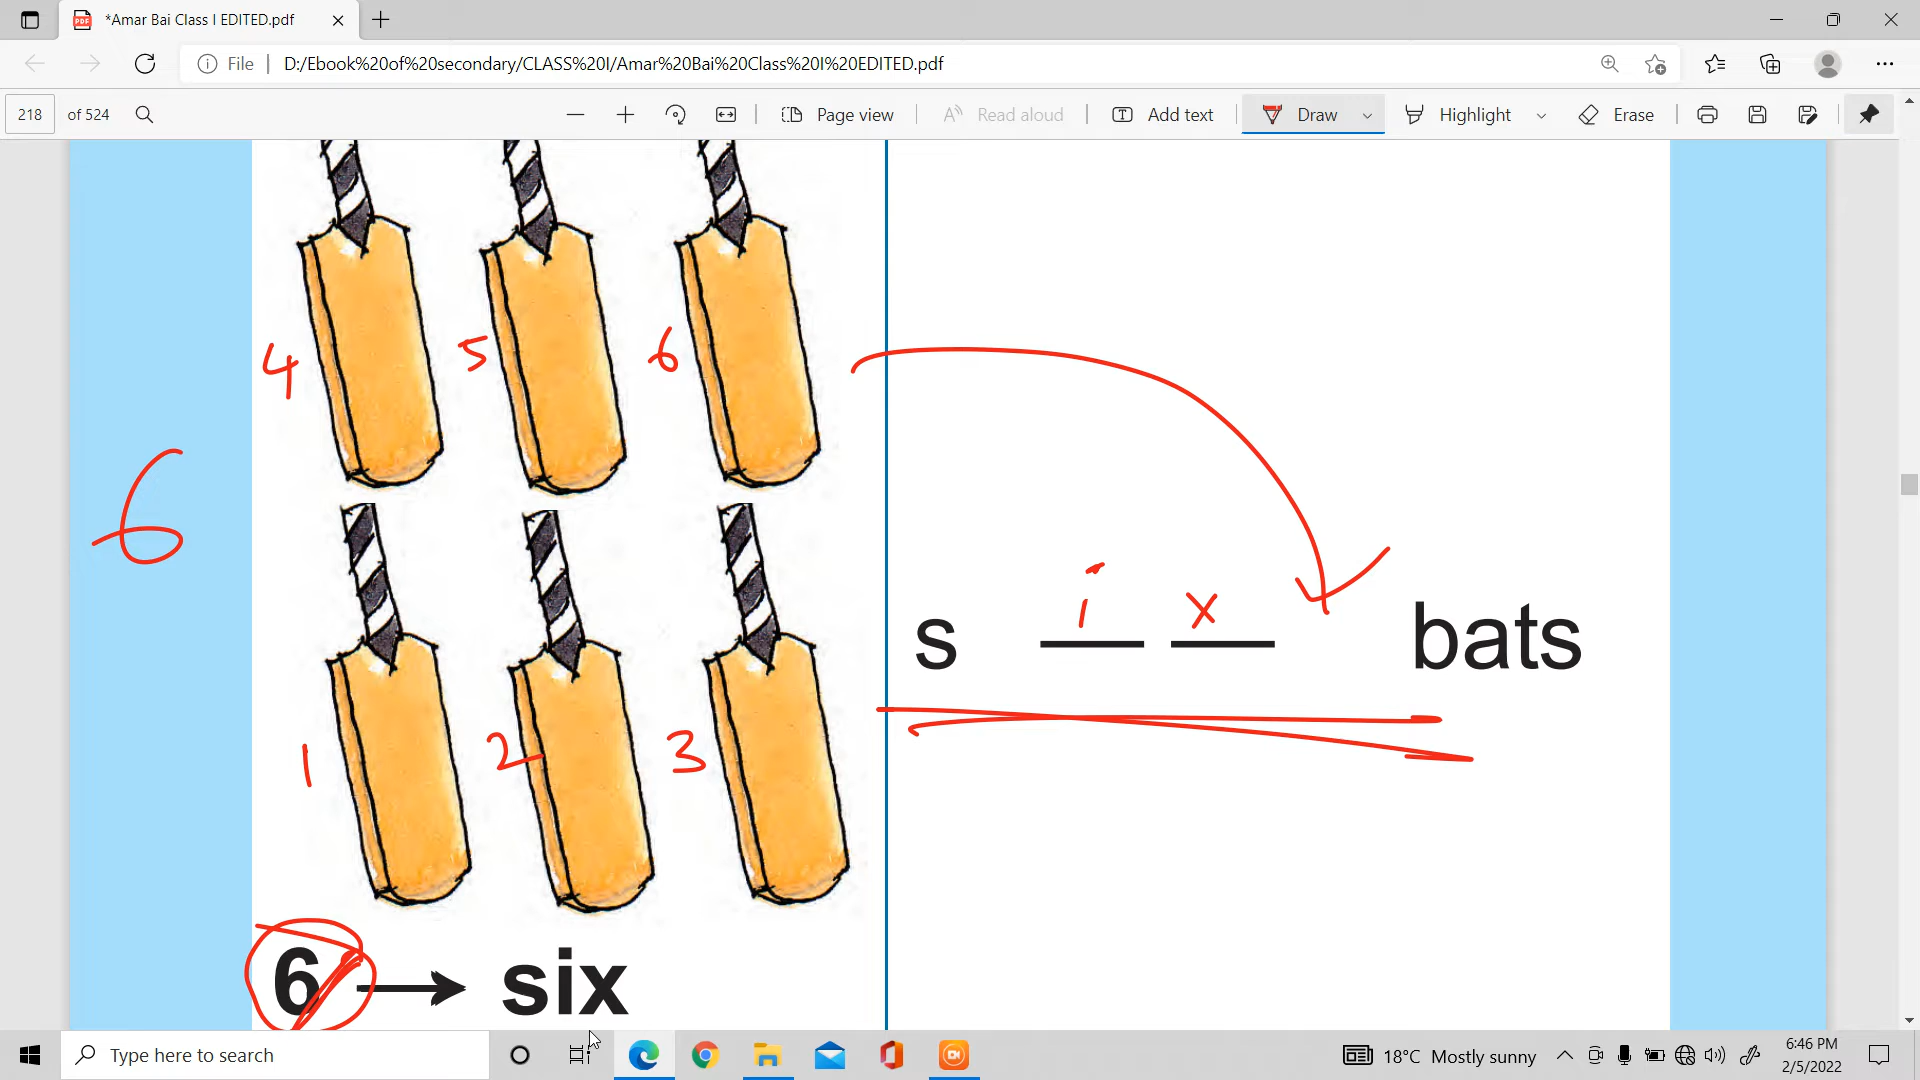 *Amar Bai Class I EDITED.pdf
File D:/Ebook%20of%20secondary/CLASS%20I/Amar%20Bai%20Class%20I%20EDITED.pdf
218 of 524 Page view Read aloud Add text Draw Highlight Erase
4 5 6
6
i x
s __ __ bats
1 2 3
6 → six
Type here to search
18°C Mostly sunny
6:46 PM
2/5/2022